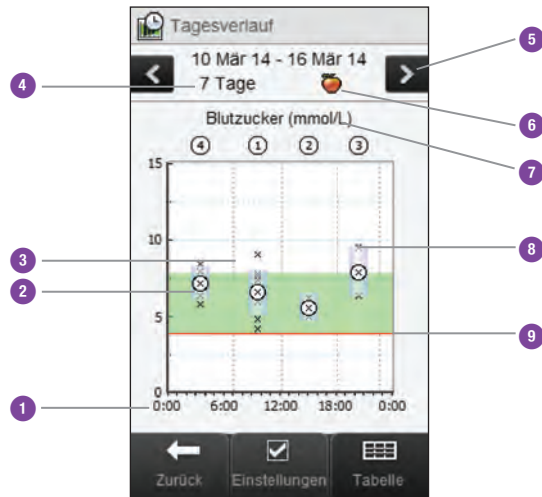 Tagesverlauf
10 Mär 14 - 16 Mär 14
7 Tage
Blutzucker (mmol/L)
4 1 2 3
15
10
5
0
0:00 6:00 12:00 18:00 0:00
Zurück Einstellungen Tabelle
4
3
2
1
5
6
7
8
9